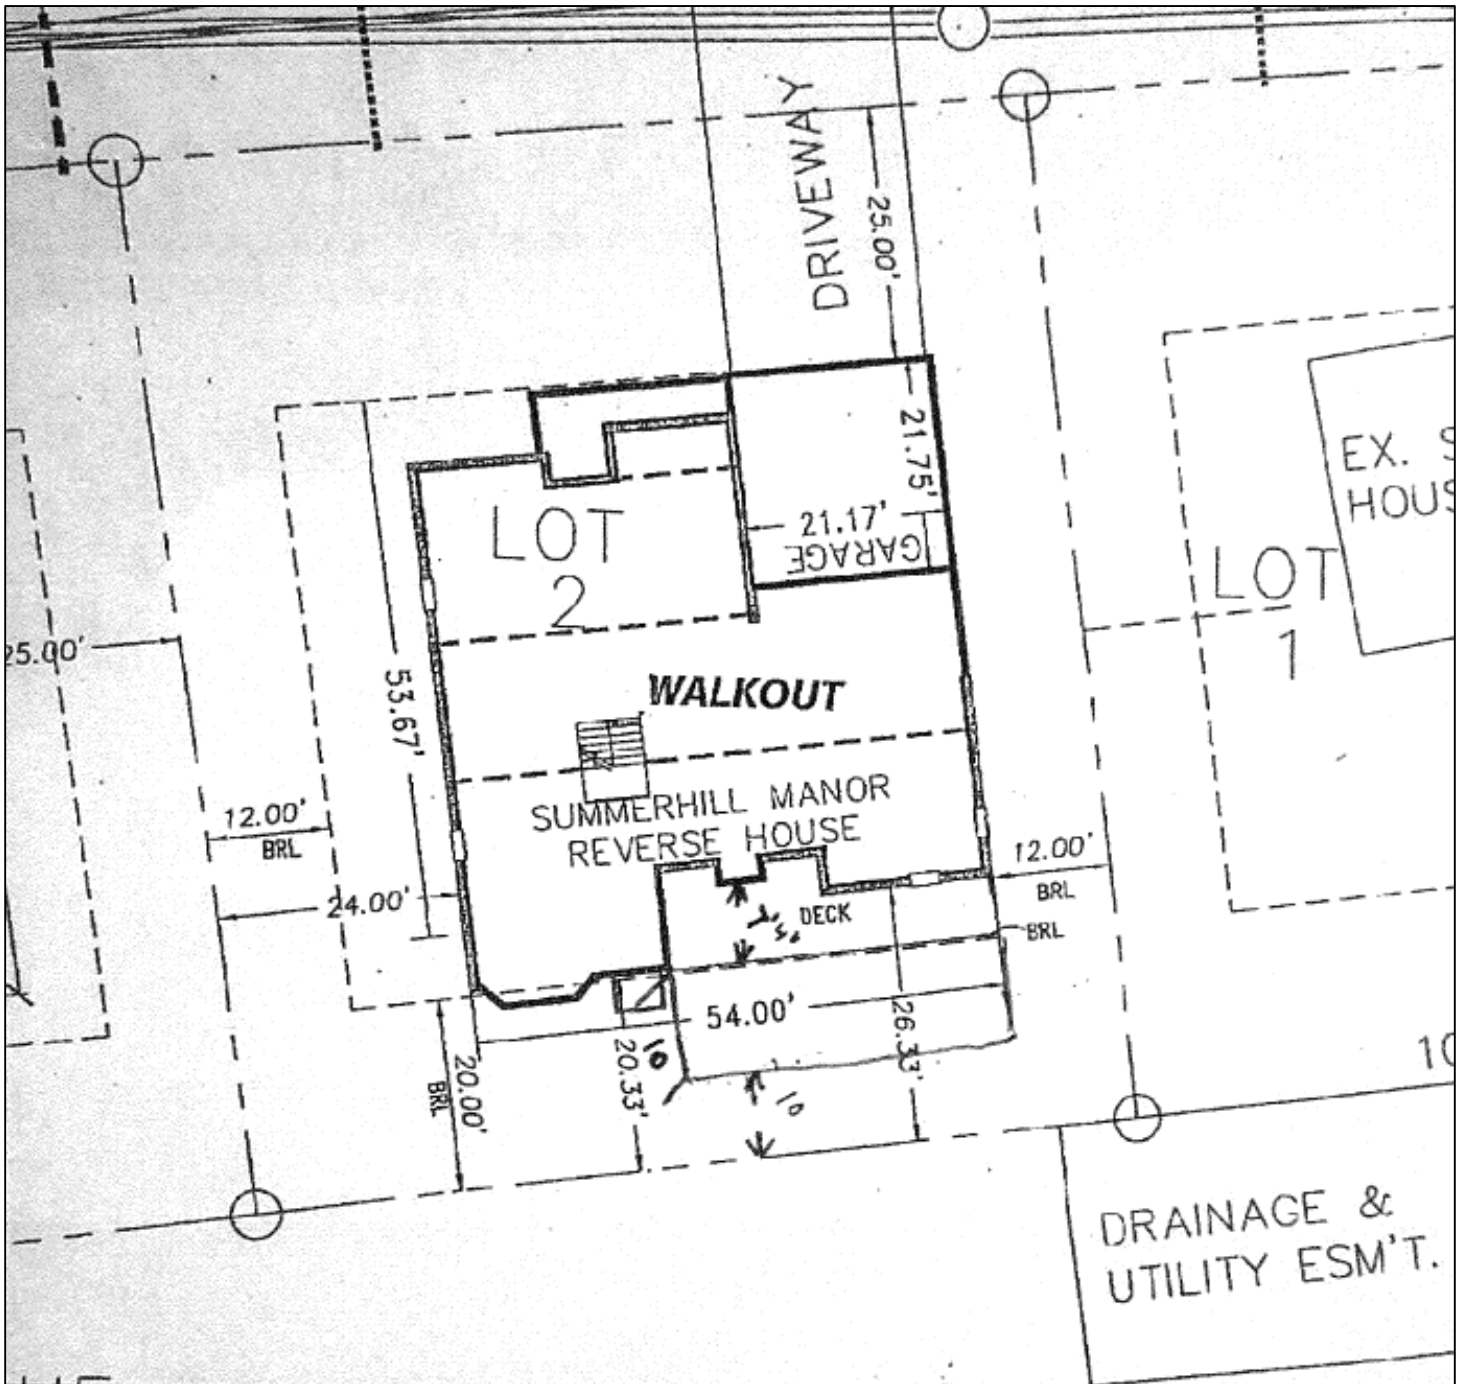 DRIVEWAY
25.00'
21.75'
21.17'
GARAGE
EX. S
HOUS
LOT
2
LOT
1
25.00'
53.67'
WALKOUT
SUMMERHILL MANOR
REVERSE HOUSE
12.00'
BRL
24.00'
12.00'
BRL
DECK
BRL
54.00'
26.33'
20.33'
20.00'
BRL
10
10
10
DRAINAGE &
UTILITY ESM'T.